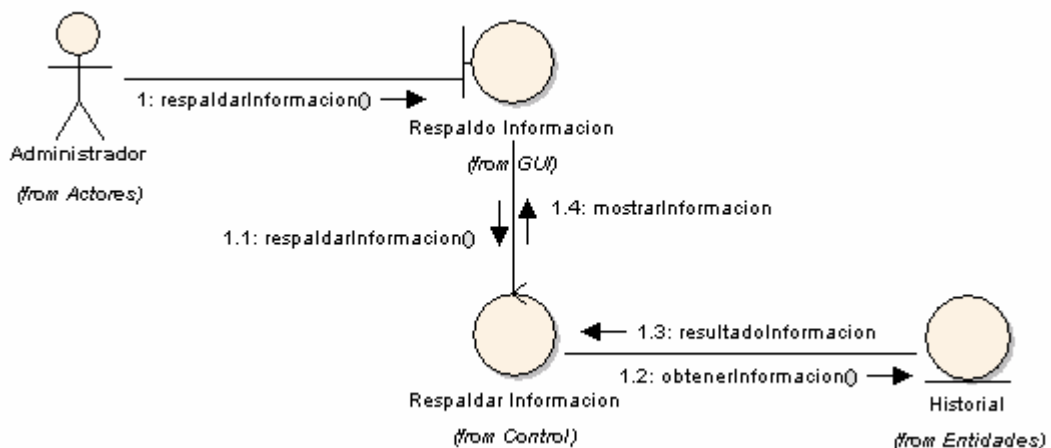 1: respaldarInformacion()
Respaldo Informacion
(from GUI)
Administrador
(from Actores)
1.4: mostrarInformacion
1.1: respaldarInformacion()
1.3: resultadoInformacion
1.2: obtenerInformacion()
Respaldar Informacion
(from Control)
Historial
(from Entidades)